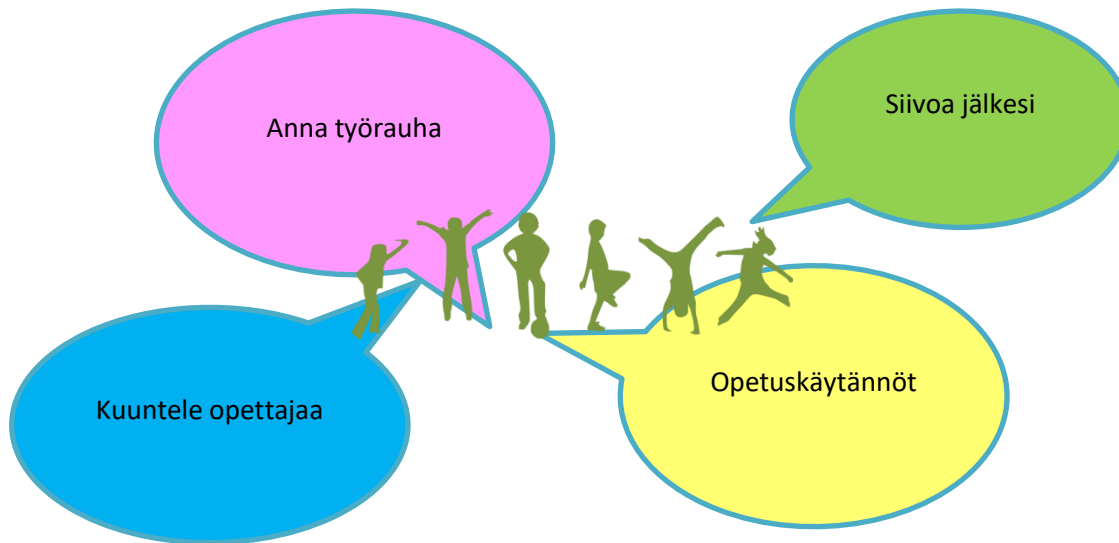 Anna työrauha
Siivoa jälkesi
Kuuntele opettajaa
Opetuskäytännöt